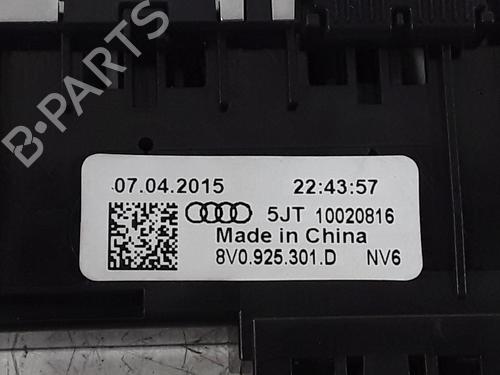 B-PARTS
07.04.2015 22:43:57
5JT 10020816
Made in China
8V0.925.301.D NV6